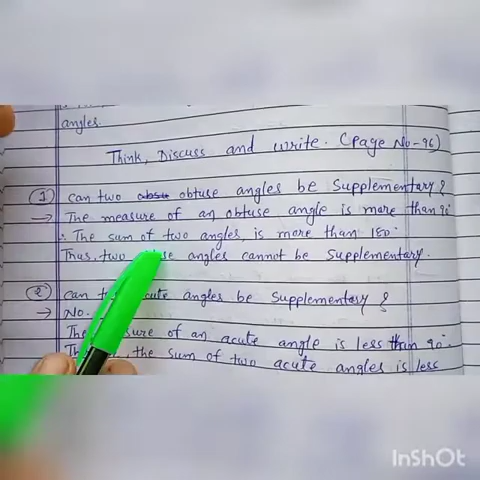 angles.
Think, Discuss and write. (page No-96)
(1) can two obtuse angles be Supplementary?
→ The measure of an obtuse angle is more than 90°
∴ The sum of two angles, is more than 180°
Thus, two angles cannot be Supplementary.
(2) can acute angles be Supplementary?
→ No.
The measure of an acute angle is less than 90°.
the sum of two acute angles is less
InShOt